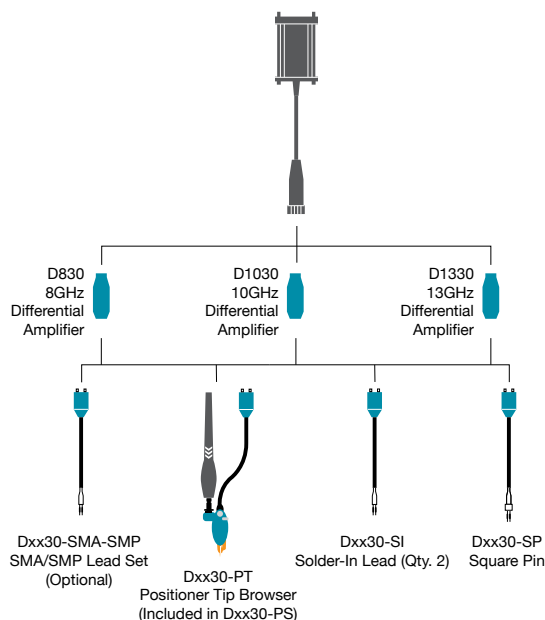 D830
8GHz
Differential
Amplifier
D1030
10GHz
Differential
Amplifier
D1330
13GHz
Differential
Amplifier
Dxx30-SMA-SMP
SMA/SMP Lead Set
(Optional)
Dxx30-PT
Positioner Tip Browser
(Included in Dxx30-PS)
Dxx30-SI
Solder-In Lead (Qty. 2)
Dxx30-SP
Square Pin